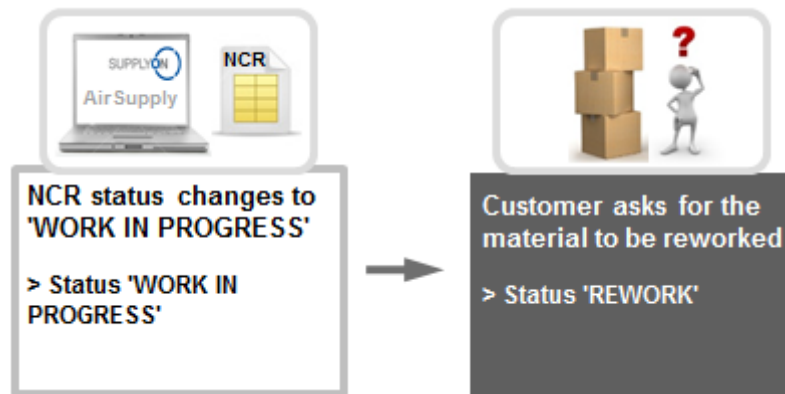 SUPPLYON
AirSupply
NCR
?
NCR status changes to
'WORK IN PROGRESS'
> Status 'WORK IN
PROGRESS'
Customer asks for the
material to be reworked
> Status 'REWORK'